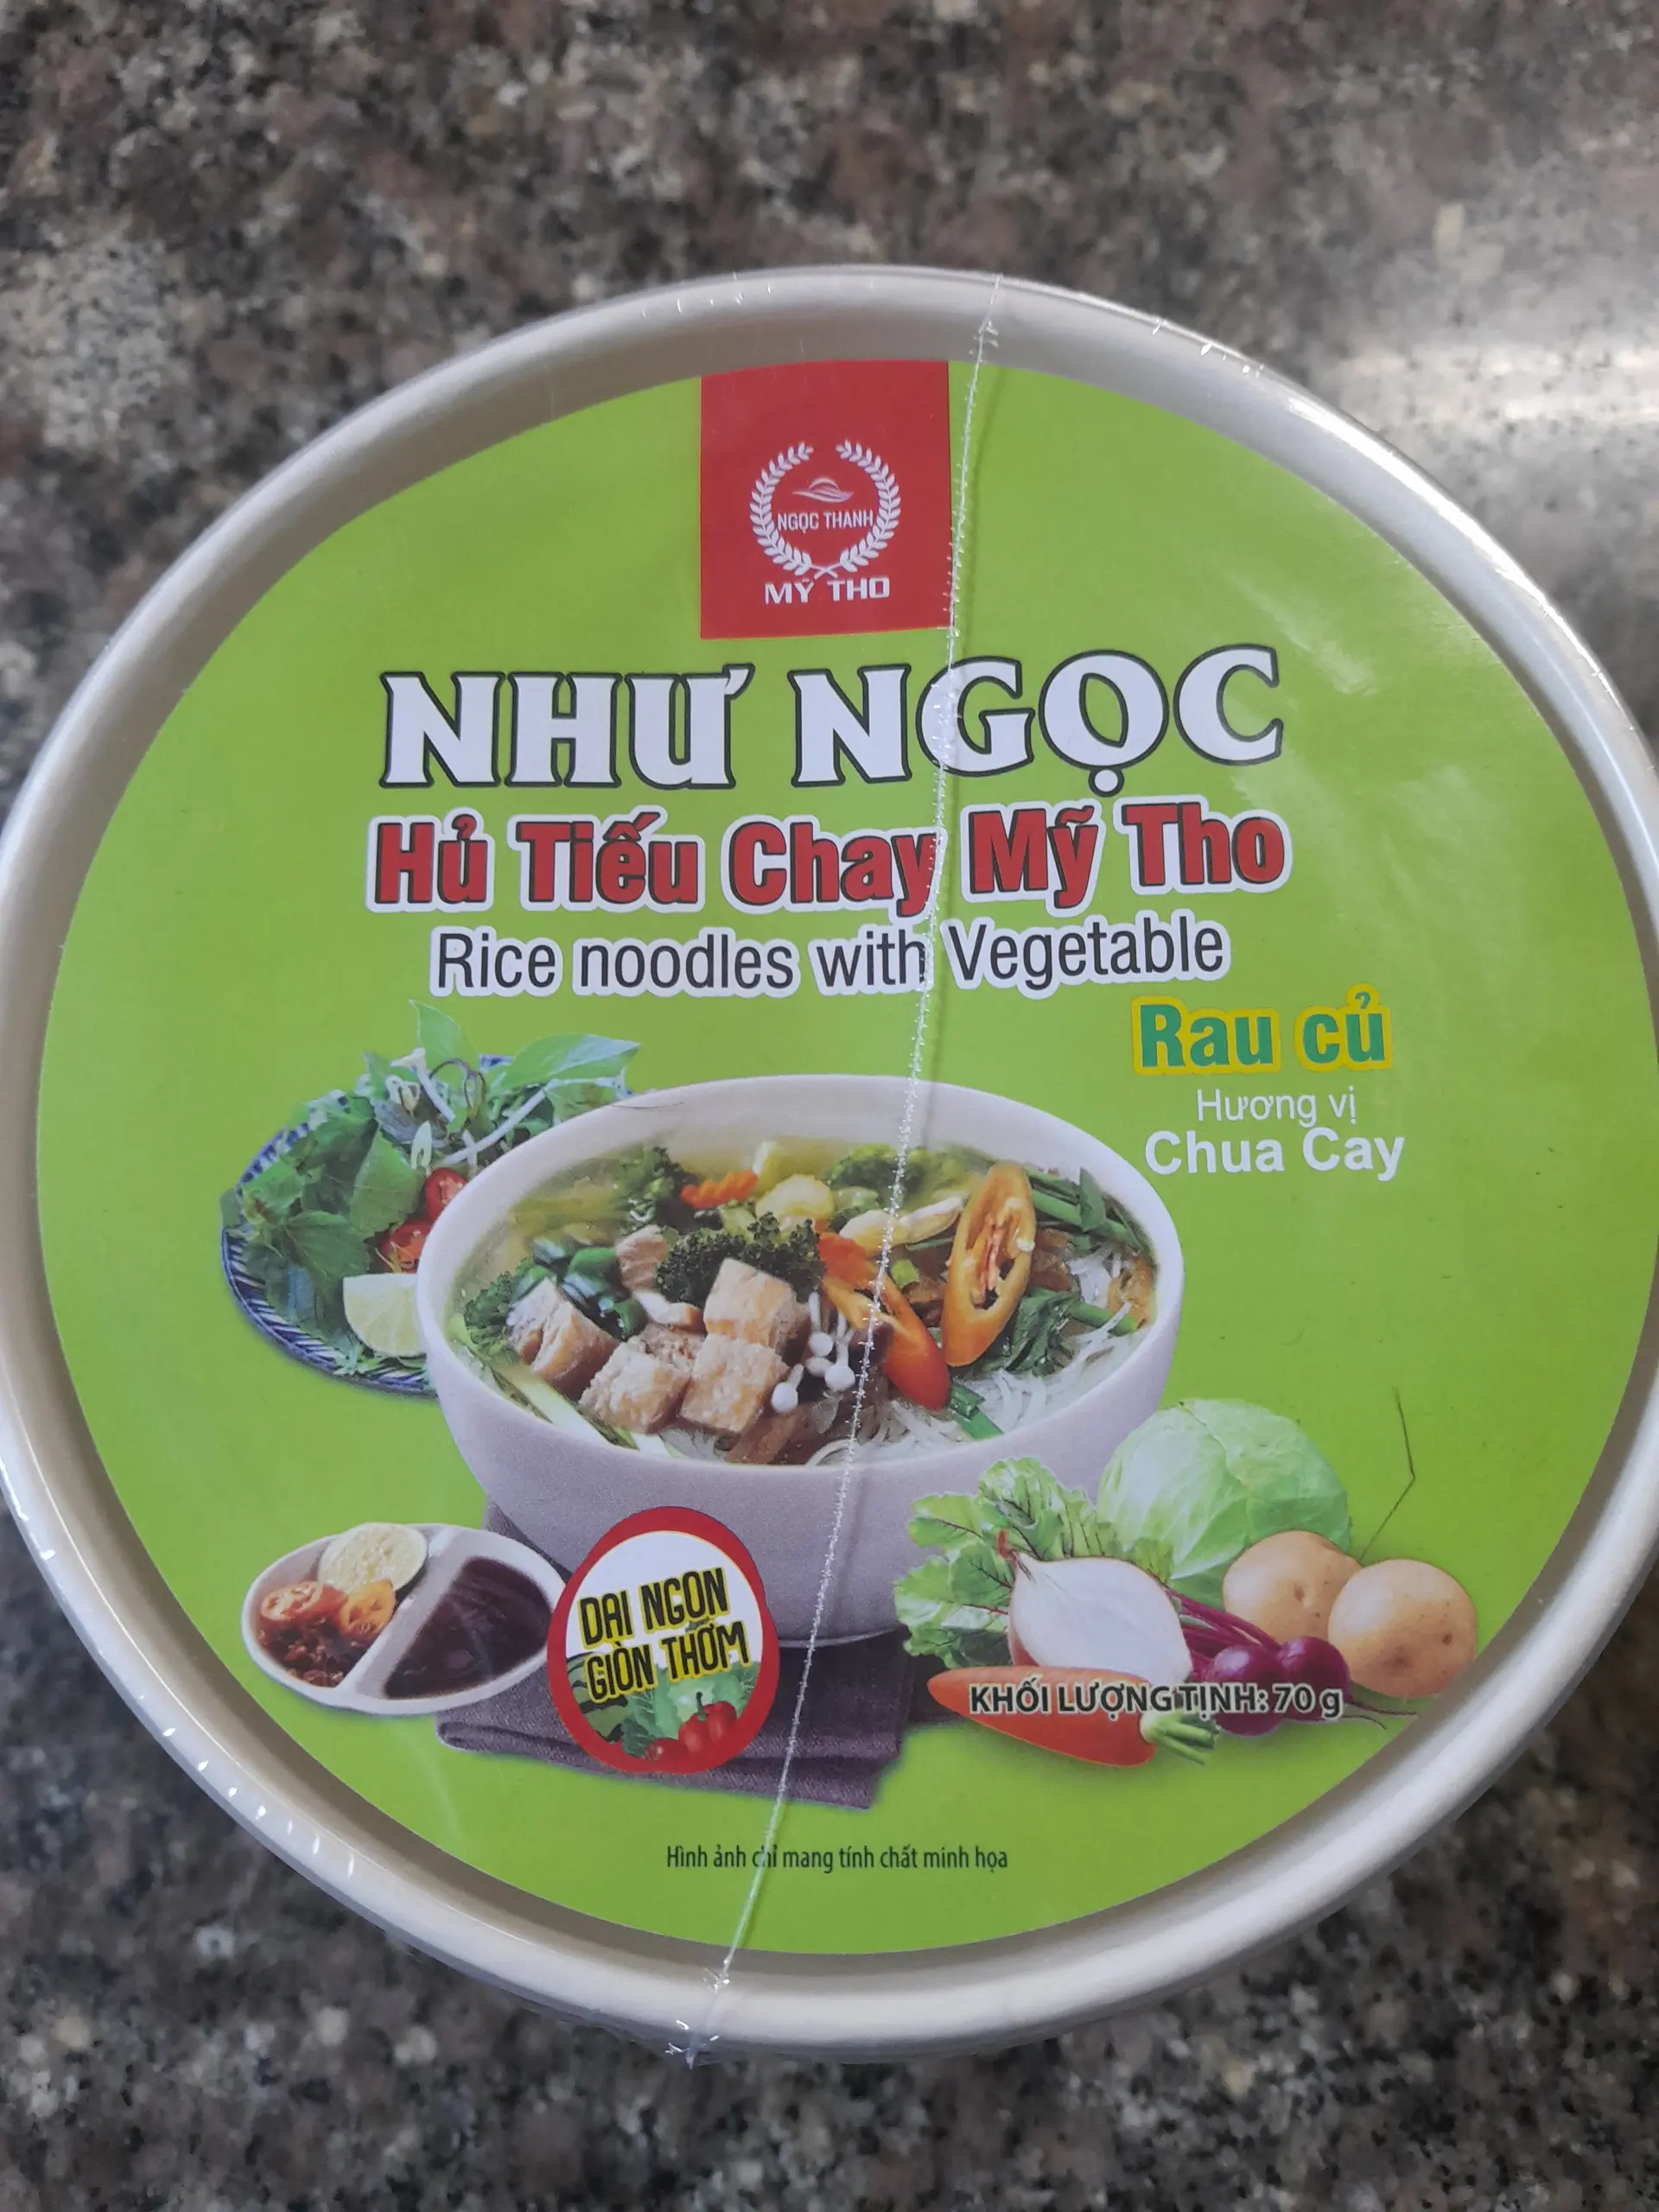 NGỌC THANH
MỸ THO
NHƯ NGỌC
Hủ Tiếu Chay Mỹ Tho
Rice noodles with Vegetable
Rau củ
Hương vị
Chua Cay
DAI NGON
GIÒN THƠM
KHỐI LƯỢNG TỊNH: 70 g
Hình ảnh chỉ mang tính chất minh họa